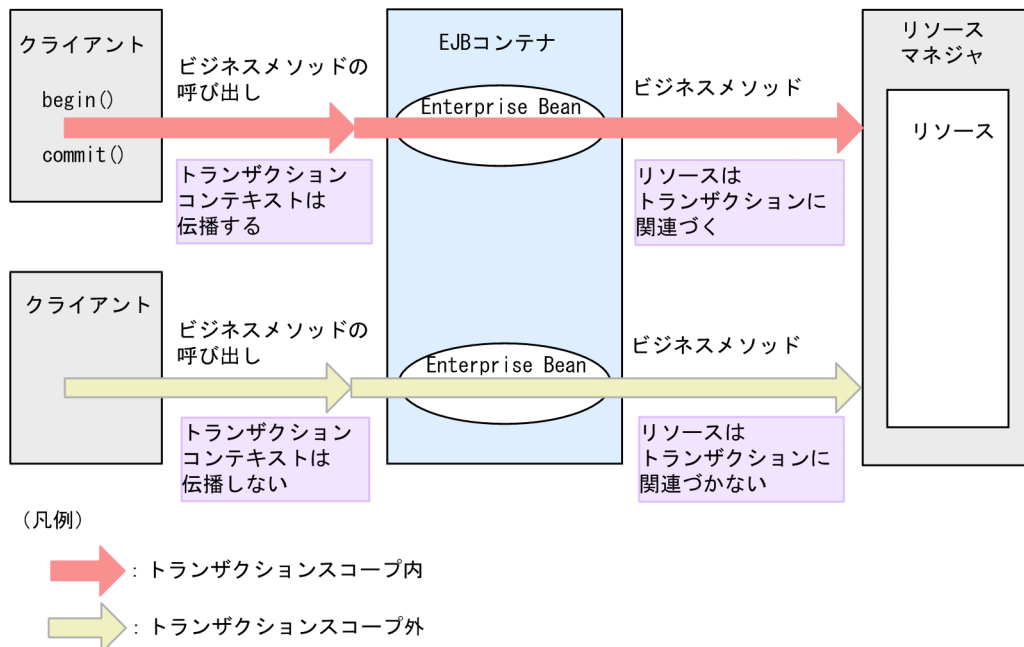 クライアント
begin()
commit()
ビジネスメソッドの
呼び出し
トランザクション
コンテキストは
伝播する
EJBコンテナ
Enterprise Bean
ビジネスメソッド
リソースは
トランザクションに
関連づく
リソース
マネジャ
リソース
クライアント
ビジネスメソッドの
呼び出し
トランザクション
コンテキストは
伝播しない
Enterprise Bean
ビジネスメソッド
リソースは
トランザクションに
関連づかない
(凡例)
: トランザクションスコープ内
: トランザクションスコープ外